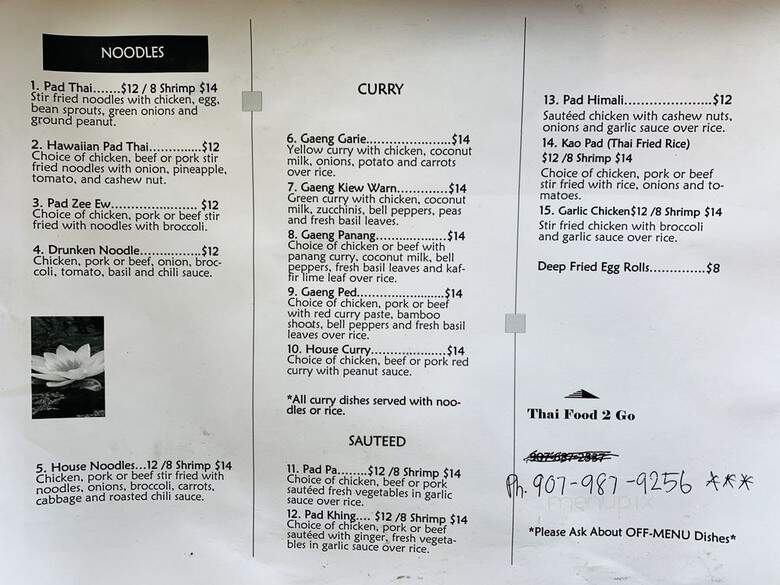 NOODLES
1. Pad Thai.......$12 / 8 Shrimp $14
Stir fried noodles with chicken, egg,
bean sprouts, green onions and
ground peanut.
2. Hawaiian Pad Thai..................$12
Choice of chicken, beef or pork stir
fried noodles with onion, pineapple,
tomato, and cashew nut.
3. Pad Zee Ew........................ $12
Choice of chicken, pork or beef stir
fried with noodles with broccoli.
4. Drunken Noodle..................$12
Chicken, pork or beef, onion, broc-
coli, tomato, basil and chili sauce.
5. House Noodles...12 /8 Shrimp $14
Chicken, pork or beef stir fried with
noodles, onions, broccoli, carrots,
cabbage and roasted chili sauce.
CURRY
6. Gaeng Garie.........................$14
Yellow curry with chicken, coconut
milk, onions, potato and carrots
over rice.
7. Gaeng Kiew Warn...............$14
Green curry with chicken, coconut
milk, zucchinis, bell peppers, peas
and fresh basil leaves.
8. Gaeng Panang.....................$14
Choice of chicken or beef with
panang curry, coconut milk, bell
peppers, fresh basil leaves and kaf-
fir lime leaf over rice.
9. Gaeng Ped..........................$14
Choice of chicken, pork or beef
with red curry paste, bamboo
shoots, bell peppers and fresh basil
leaves over rice.
10. House Curry......................$14
Choice of chicken, beef or pork red
curry with peanut sauce.
*All curry dishes served with noo-
dles or rice.
SAUTEED
11. Pad Pa........$12 /8 Shrimp $14
Choice of chicken, beef or pork
sautéed fresh vegetables in garlic
sauce over rice.
12. Pad Khing.... $12 /8 Shrimp $14
Choice of chicken, pork or beef
sautéed with ginger, fresh vegeta-
bles in garlic sauce over rice.
13. Pad Himali.......................$12
Sautéed chicken with cashew nuts,
onions and garlic sauce over rice.
14. Kao Pad (Thai Fried Rice)
$12 /8 Shrimp $14
Choice of chicken, pork or beef
stir fried with rice, onions and to-
matoes.
15. Garlic Chicken$12 /8 Shrimp $14
Stir fried chicken with broccoli
and garlic sauce over rice.
Deep Fried Egg Rolls..............$8
Thai Food 2 Go
Ph. 907-987-9256 ***
menupix
*Please Ask About OFF-MENU Dishes*